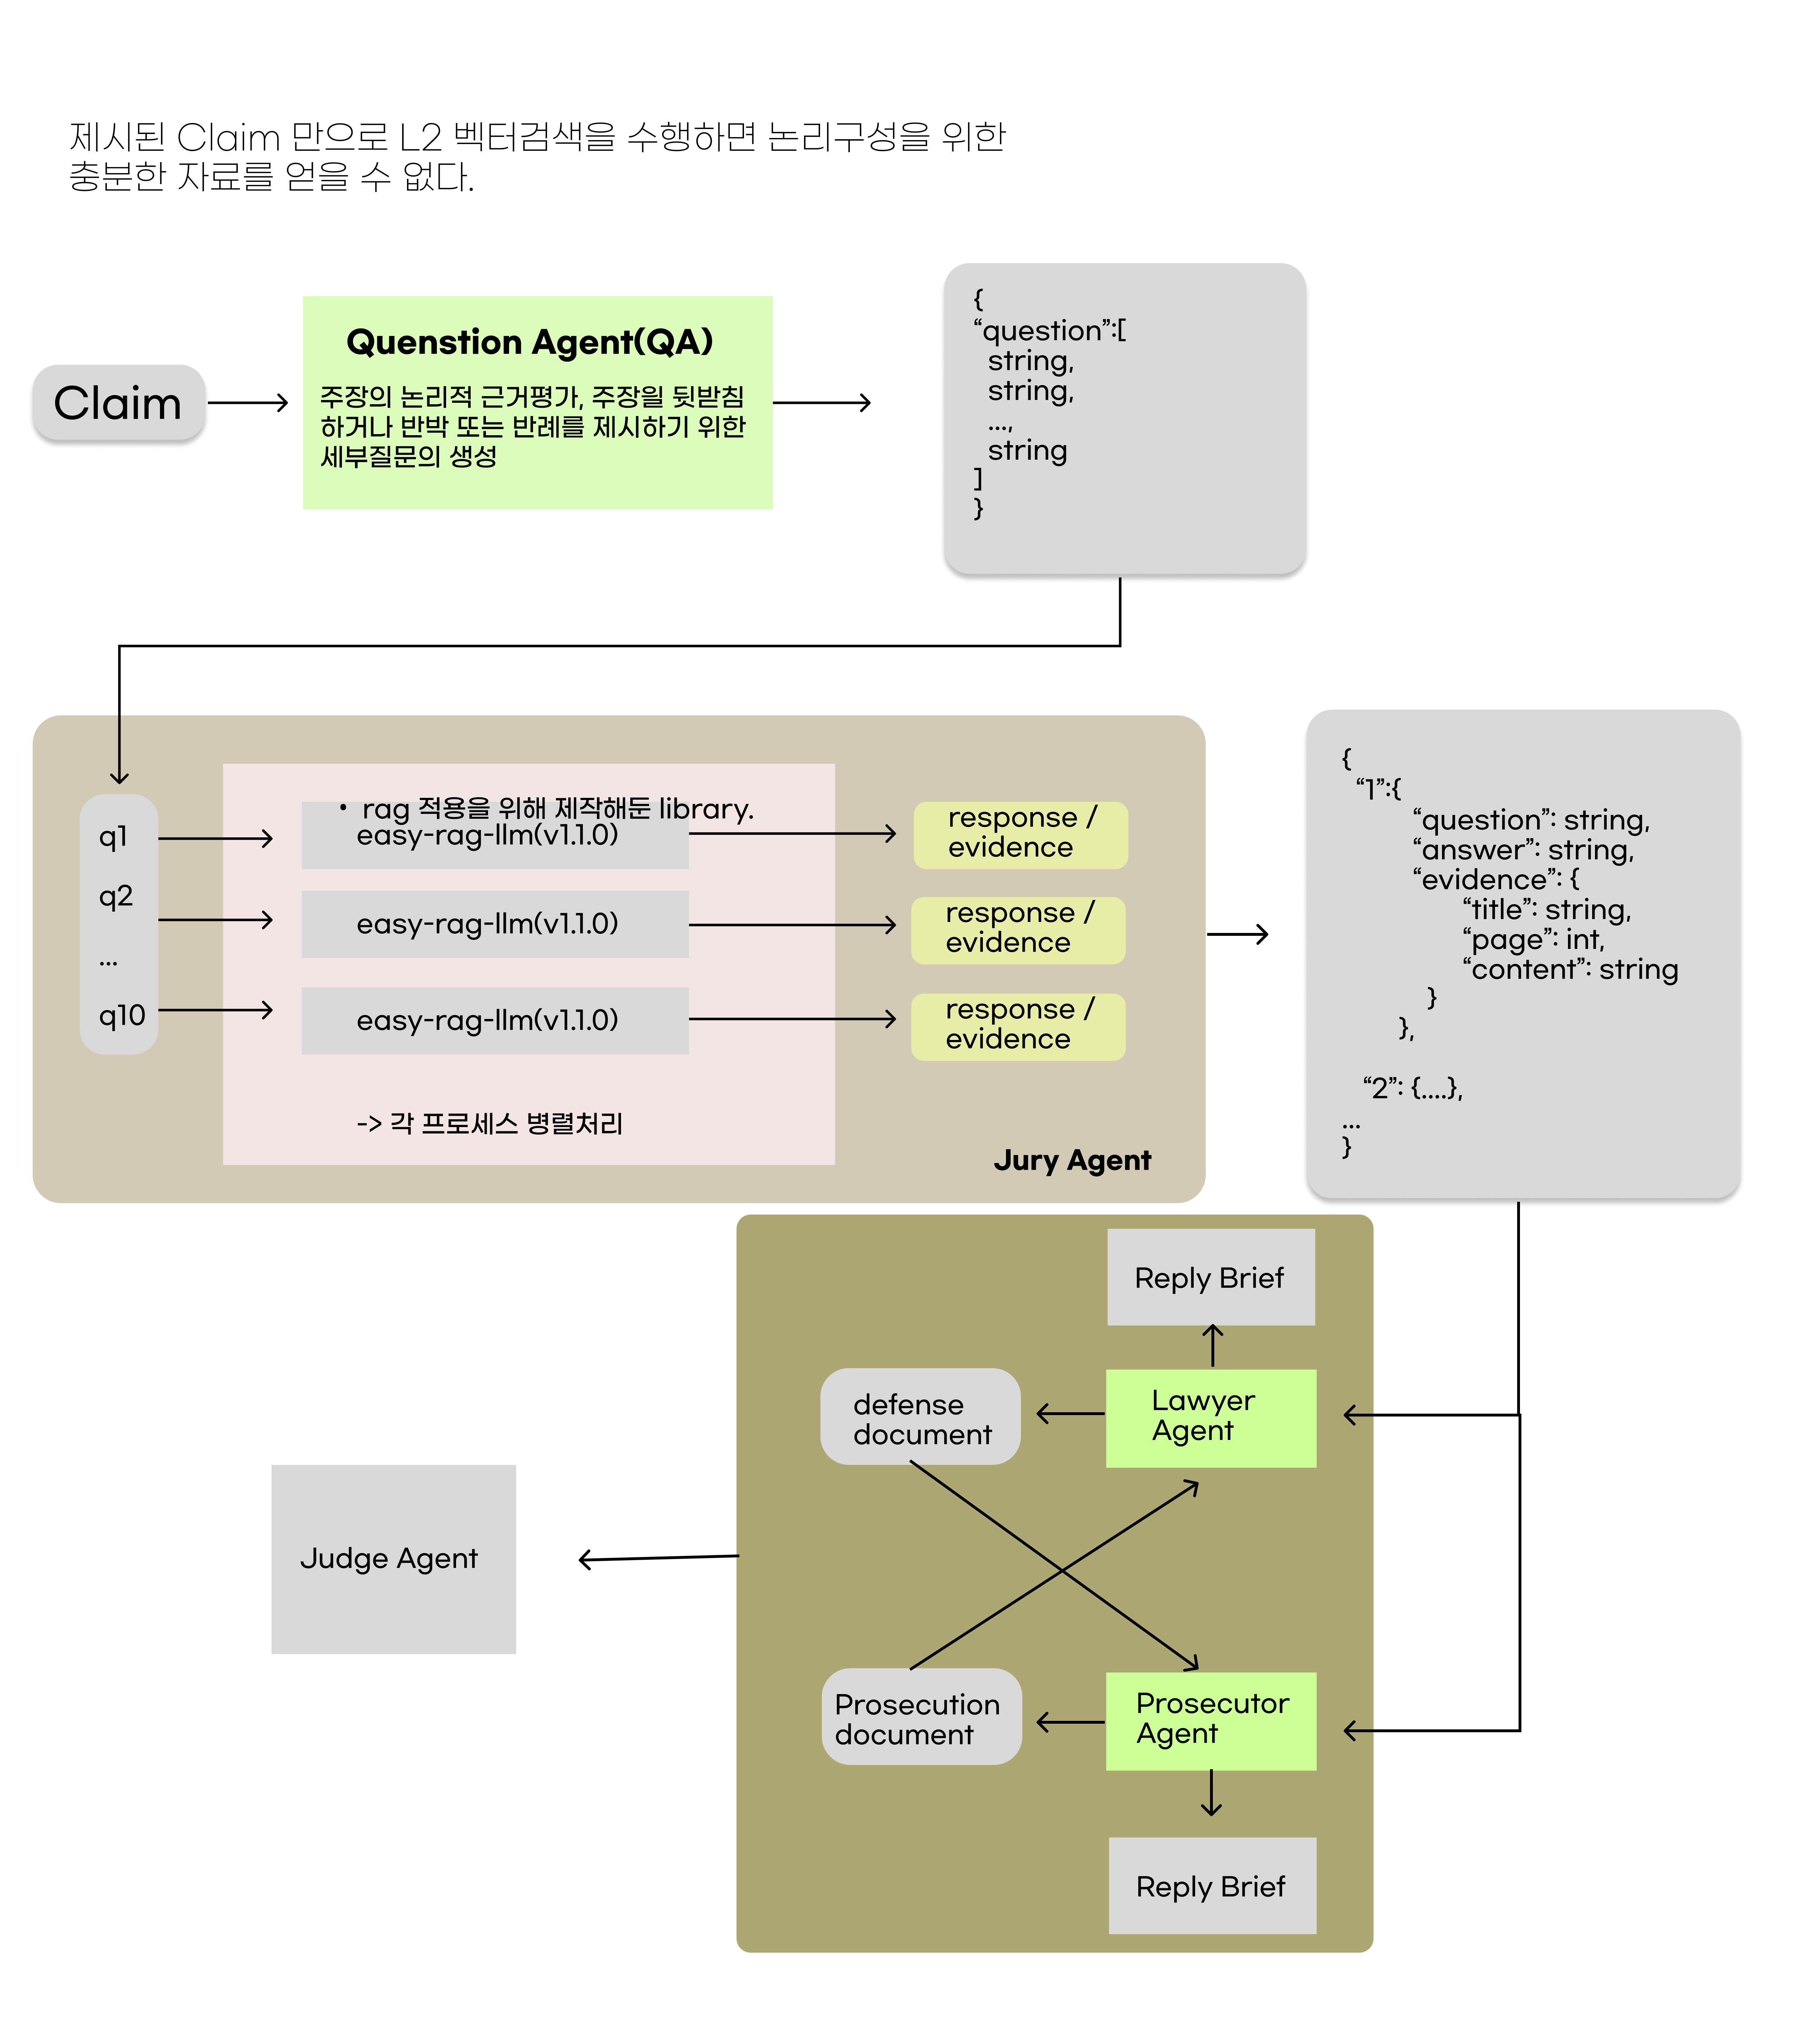 제시된 Claim 만으로 L2 벡터검색을 수행하면 논리구성을 위한
충분한 자료를 얻을 수 없다.
Claim
Quenstion Agent(QA)
주장의 논리적 근거평가, 주장읠 뒷받침
하거나 반박 또는 반례를 제시하기 위한
세부질문의 생성
{
“question”:[
string,
string,
...,
string
]
}
q1
q2
...
q10
• rag 적용을 위해 제작해둔 library.
easy-rag-llm(v1.1.0)
easy-rag-llm(v1.1.0)
easy-rag-llm(v1.1.0)
-> 각 프로세스 병렬처리
response /
evidence
response /
evidence
response /
evidence
Jury Agent
{
“1”:{
“question”: string,
“answer”: string,
“evidence”: {
“title”: string,
“page”: int,
“content”: string
}
},
“2”: {....},
...
}
Reply Brief
Lawyer
Agent
defense
document
Judge Agent
Prosecution
document
Prosecutor
Agent
Reply Brief